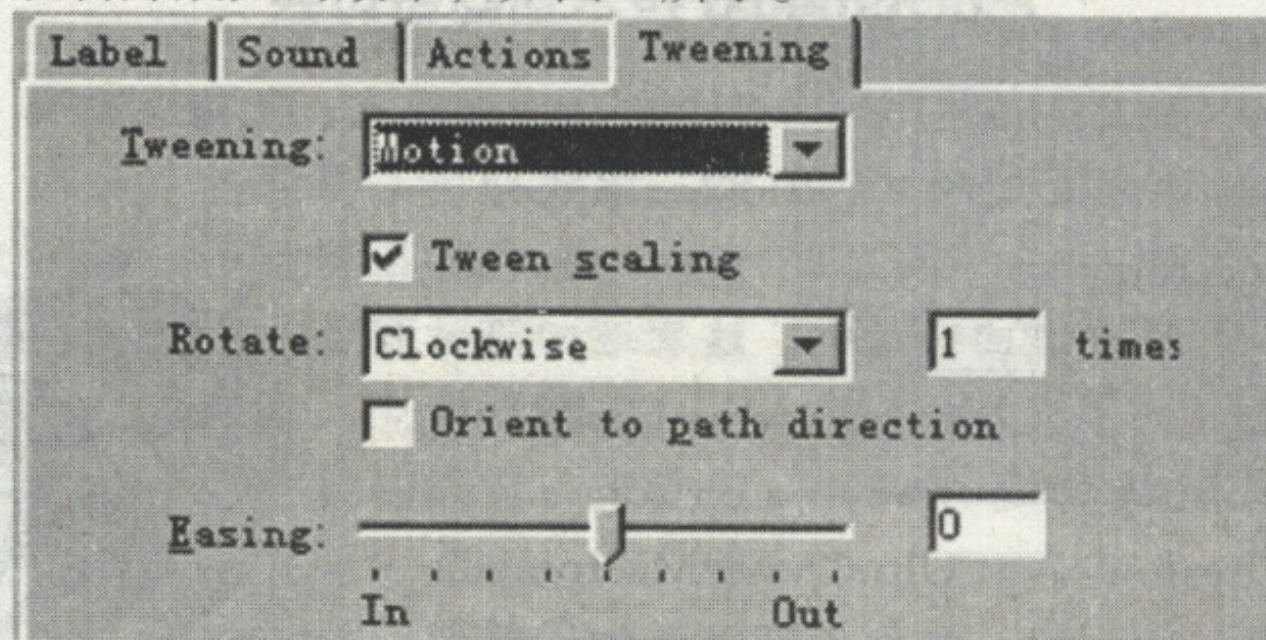 Label Sound Actions Tweening
Tweening: Motion
Tween scaling
Rotate: Clockwise 1 times
Orient to path direction
Easing: 0
In Out